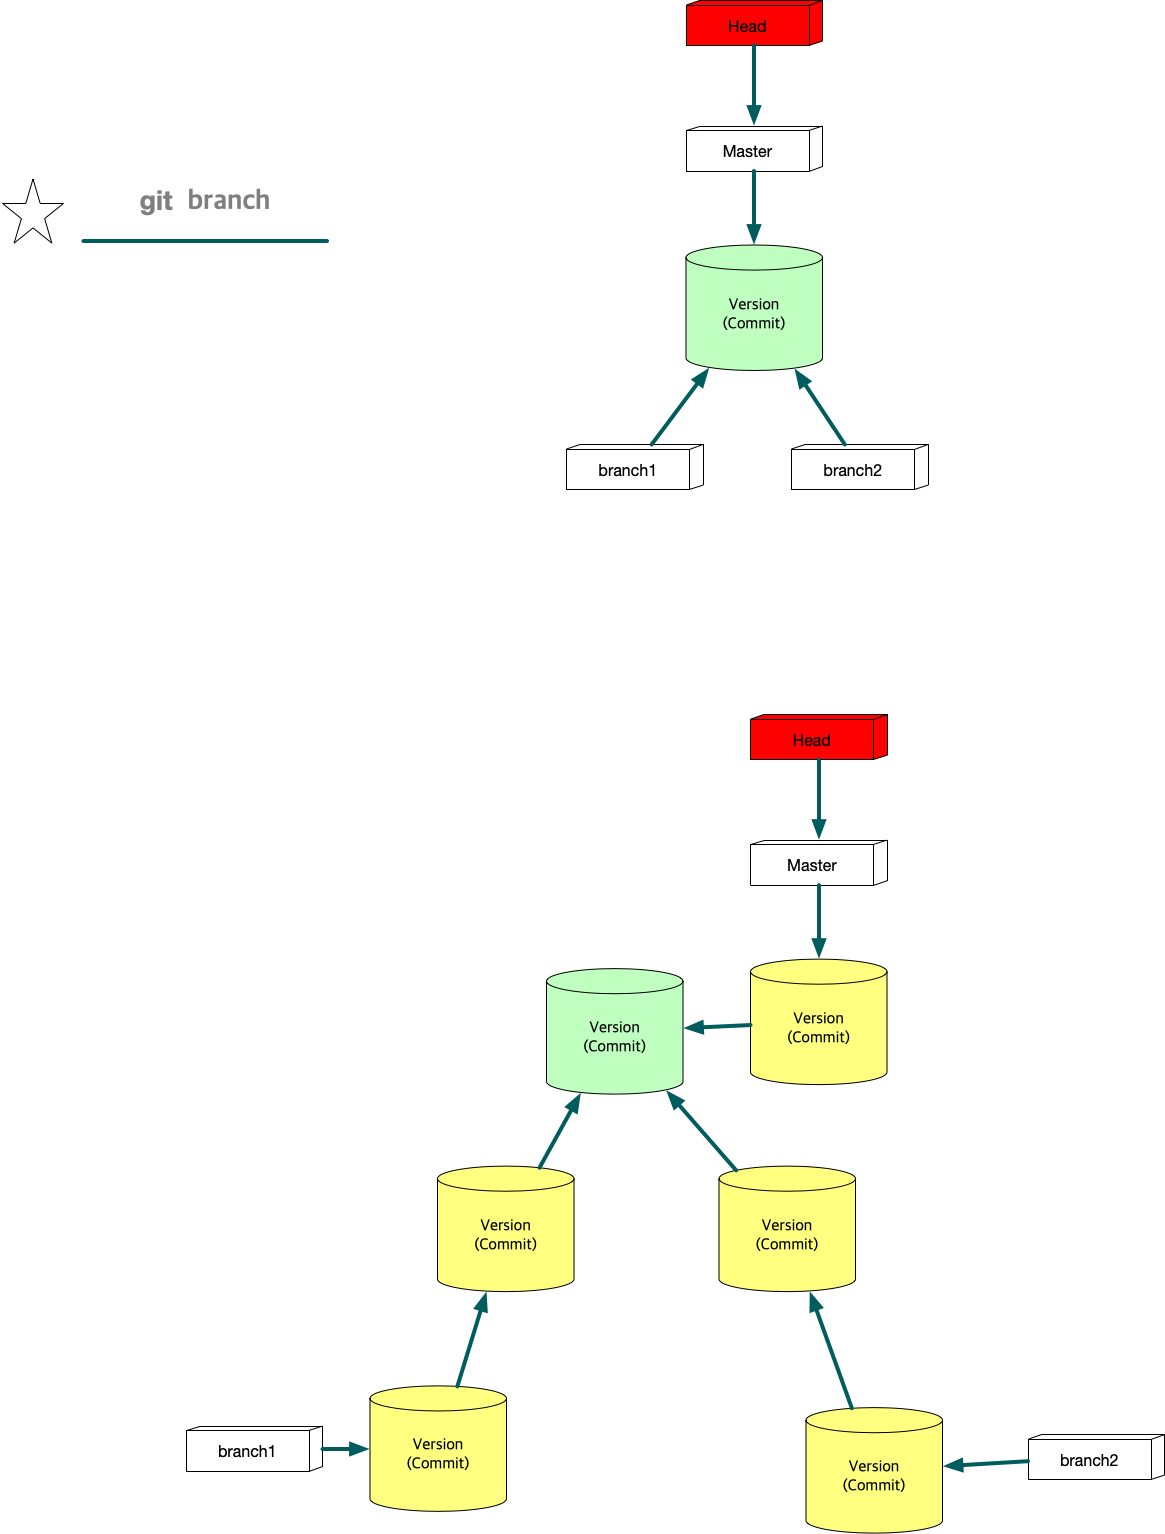 Head
Master
git branch
Version
(Commit)
branch1
branch2
Head
Master
Version
(Commit)
Version
(Commit)
Version
(Commit)
Version
(Commit)
branch1
Version
(Commit)
Version
(Commit)
branch2